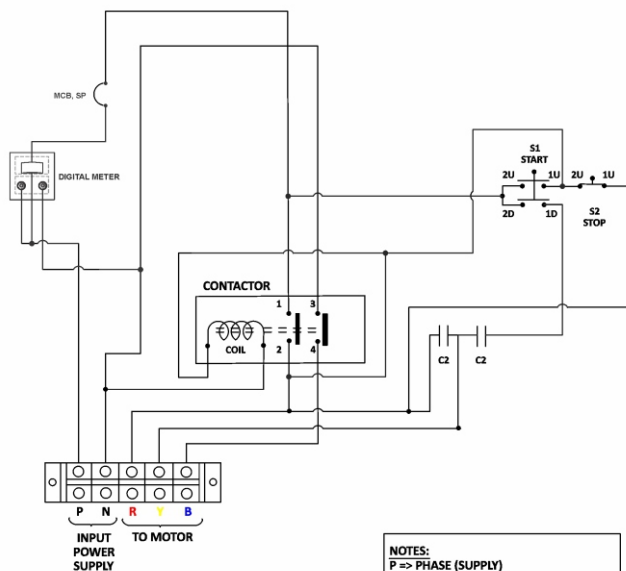 MCB, SP
DIGITAL METER
S1
START
2U 1U 2U 1U
2D 1D
S2
STOP
CONTACTOR
1 3
COIL
2 4
C2 C2
P N R Y B
INPUT
POWER
SUPPLY
TO MOTOR
NOTES:
P => PHASE (SUPPLY)